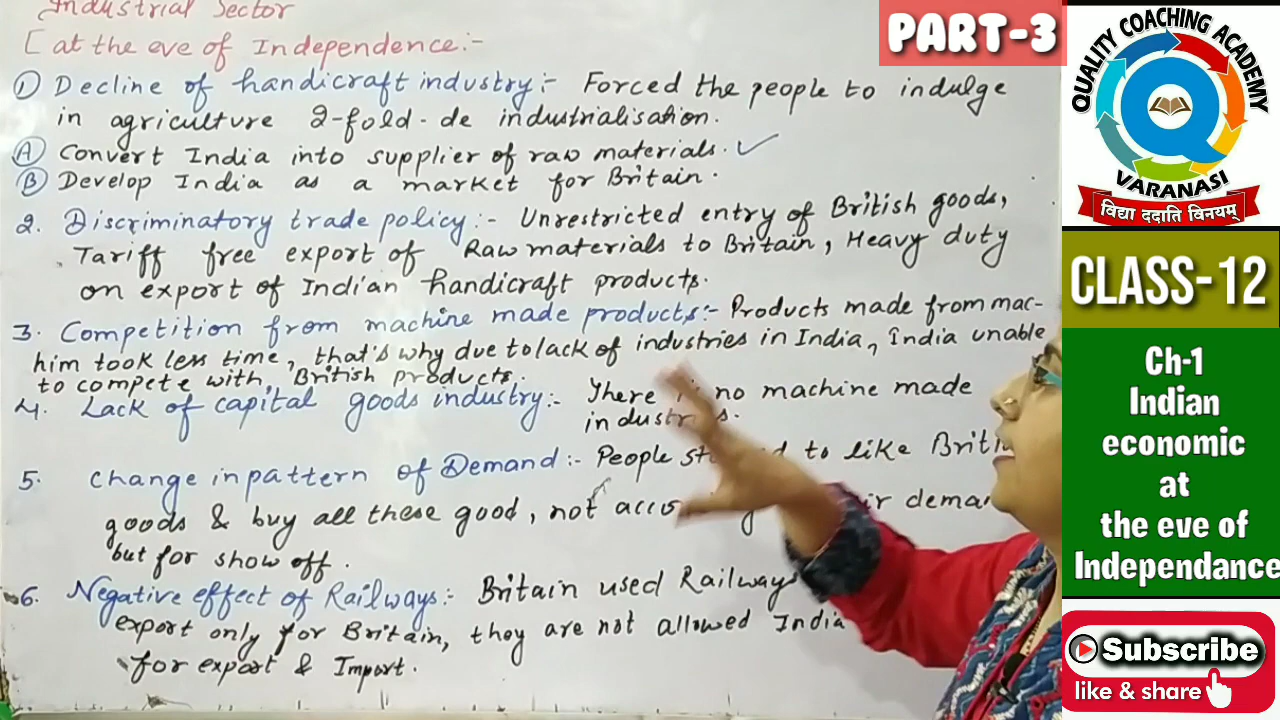 Industrial Sector
[at the eve of Independence:-
① Decline of handicraft industry:- Forced the people to indulge
in agriculture 2-fold-de industrialisation.
Ⓐ Convert India into supplier of raw materials. ✓
Ⓑ Develop India as a market for Britain.
2. Discriminatory trade policy:- Unrestricted entry of British goods,
Tariff free export of Raw materials to Britain, Heavy duty
on export of Indian handicraft products.
3. Competition from machine made products:- Products made from mac-
him took less time, that's why due to lack of industries in India, India unable
to compete with, British products.
4. Lack of capital goods industry:- There no machine made
industries.
5. Change in pattern of Demand:- People to like
goods & buy all these good, not
but for show off.
6. Negative effect of Railways:- Britain used Railways
export only for Britain, they are not allowed India
for export & Import.
PART-3
QUALITY COACHING ACADEMY
VARANASI
विद्या ददाति विनयम्
CLASS-12
Ch-1
Indian
economic
at
the eve of
Independance
Subscribe
like & share